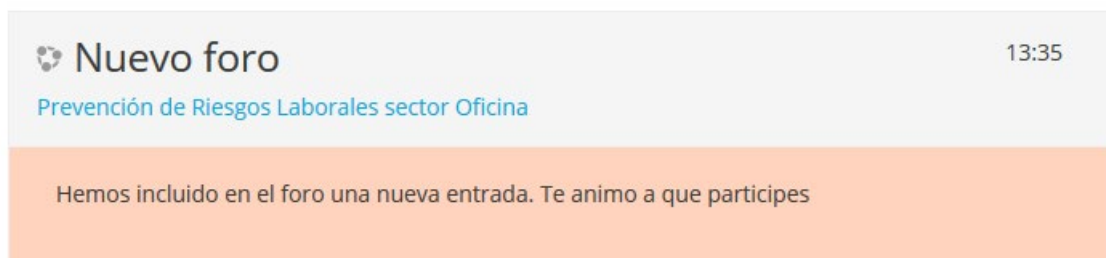 Nuevo foro
13:35
Prevención de Riesgos Laborales sector Oficina
Hemos incluido en el foro una nueva entrada. Te animo a que participes